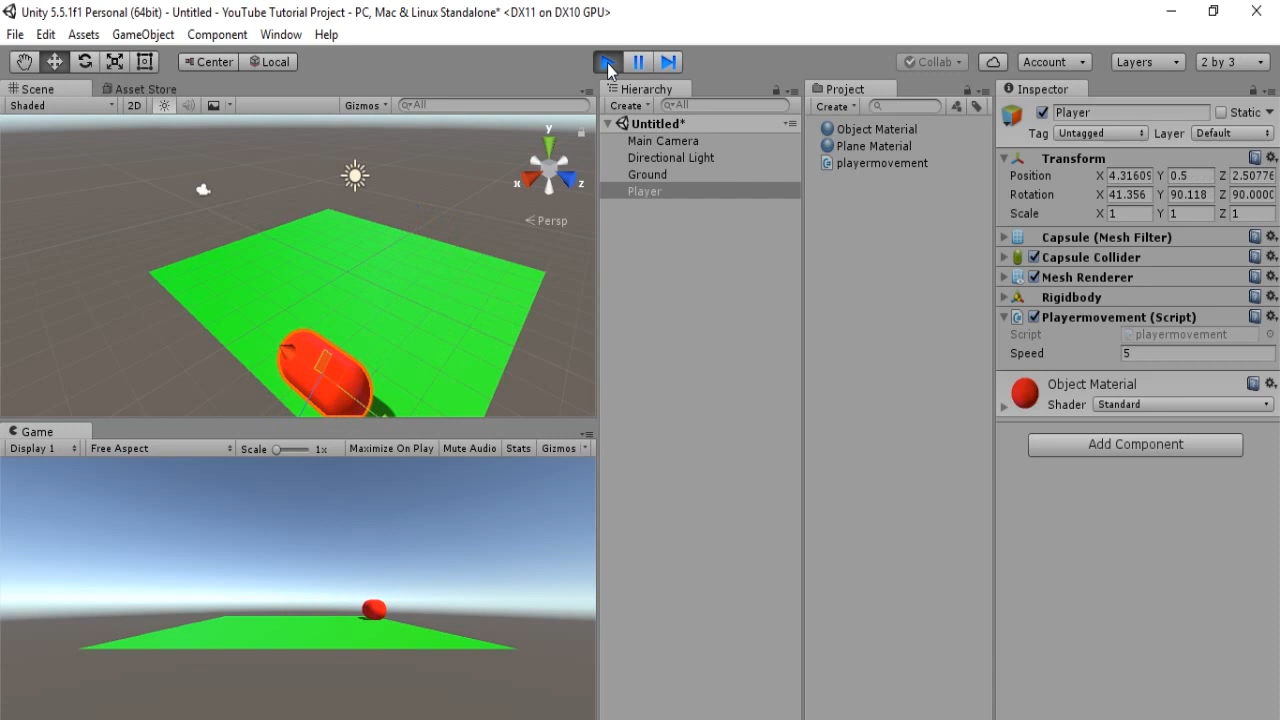 Unity 5.5.1f1 Personal (64bit) - Untitled - YouTube Tutorial Project - PC, Mac & Linux Standalone* <DX11 on DX10 GPU>
File Edit Assets GameObject Component Window Help
Center Local Collab Account Layers 2 by 3
Scene Asset Store
Shaded 2D Gizmos All
y
x z
Persp
Game
Display 1 Free Aspect Scale 1x Maximize On Play Mute Audio Stats Gizmos
Hierarchy
Create All
Untitled*
Main Camera
Directional Light
Ground
Player
Project
Create
Object Material
Plane Material
playermovement
Inspector
Player Static
Tag Untagged Layer Default
Transform
Position X 4.31609 Y 0.5 Z 2.50776
Rotation X 41.356 Y 90.118 Z 90.000
Scale X 1 Y 1 Z 1
Capsule (Mesh Filter)
Capsule Collider
Mesh Renderer
Rigidbody
Playermovement (Script)
Script playermovement
Speed 5
Object Material
Shader Standard
Add Component